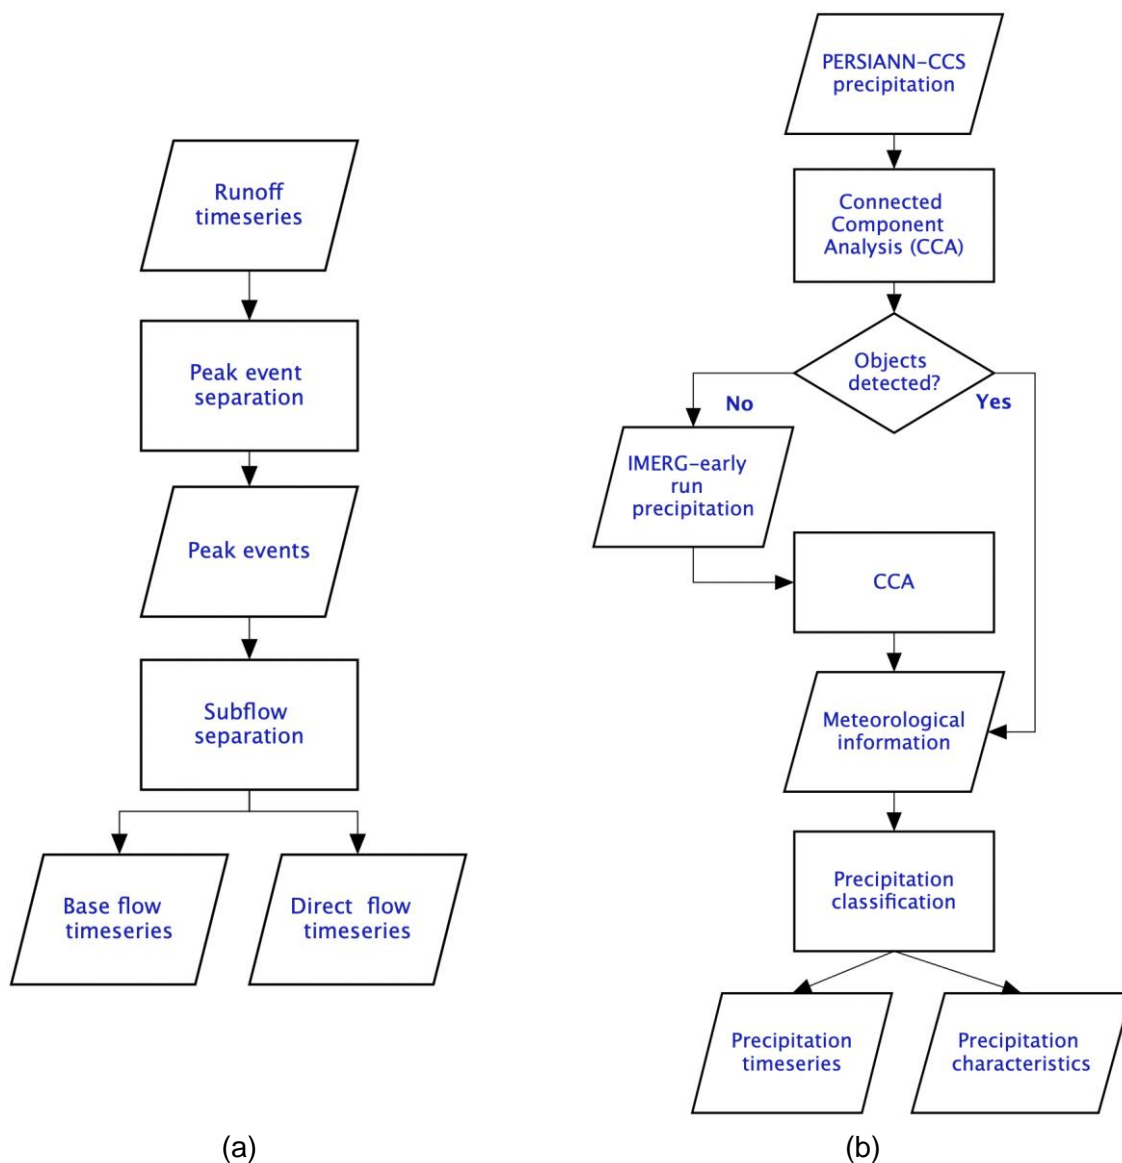 Runoff
timeseries
Peak event
separation
Peak events
Subflow
separation
Base flow
timeseries
Direct flow
timeseries
(a)
PERSIANN-CCS
precipitation
Connected
Component
Analysis (CCA)
Objects
detected?
No
Yes
IMERG-early
run
precipitation
CCA
Meteorological
information
Precipitation
classification
Precipitation
timeseries
Precipitation
characteristics
(b)